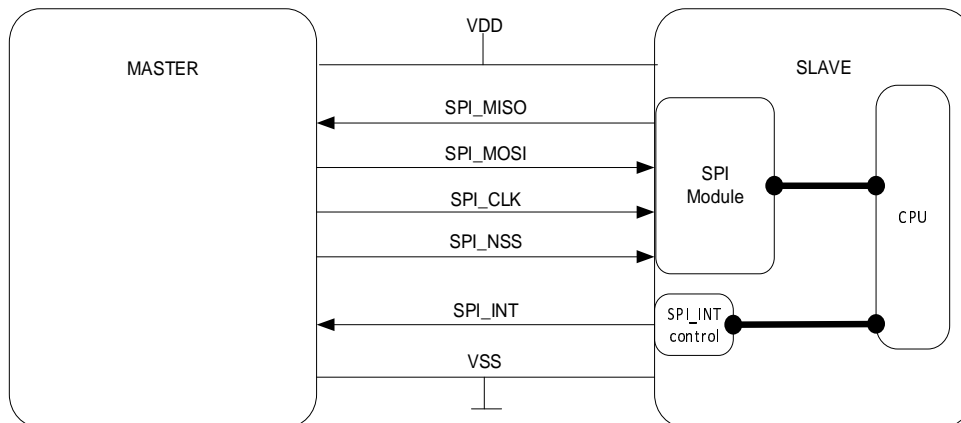 VDD
MASTER
SLAVE
SPI_MISO
SPI_MOSI
SPI
Module
SPI_CLK
CPU
SPI_NSS
SPI_INT
SPI_INT
control
VSS